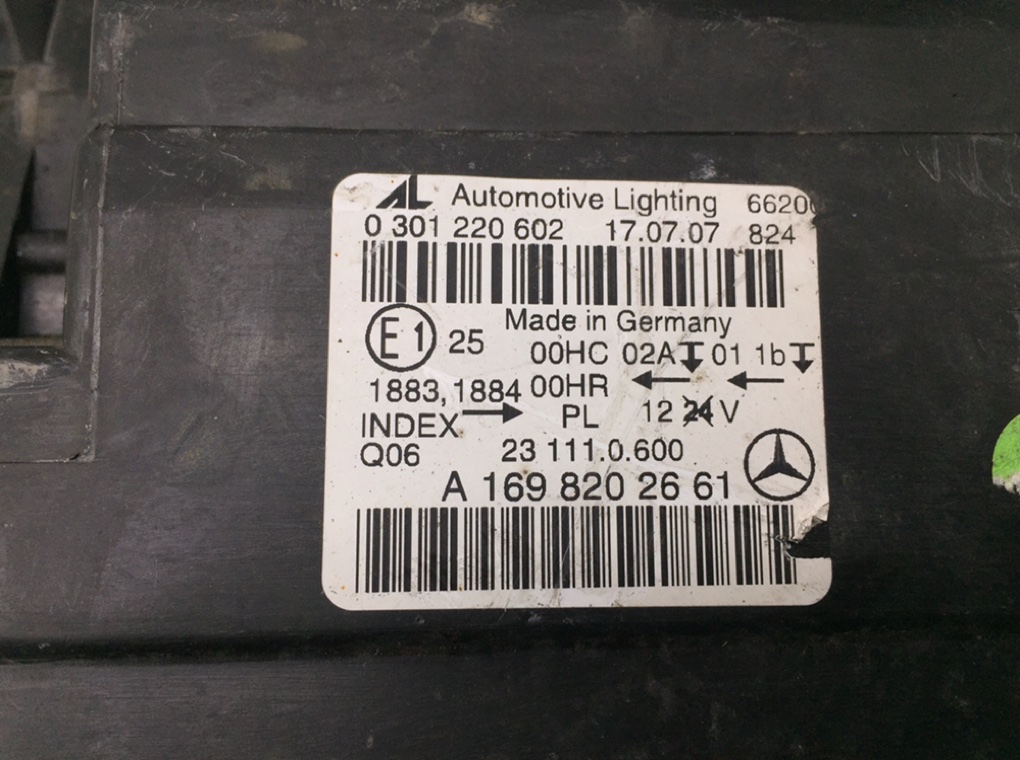 AL Automotive Lighting
0 301 220 602 17.07.07 824
Made in Germany
E1 25 00HC 02A 01 1b
1883, 1884 00HR ← ←
INDEX → PL 12 24 V
Q06 23 111.0.600
A 169 820 26 61